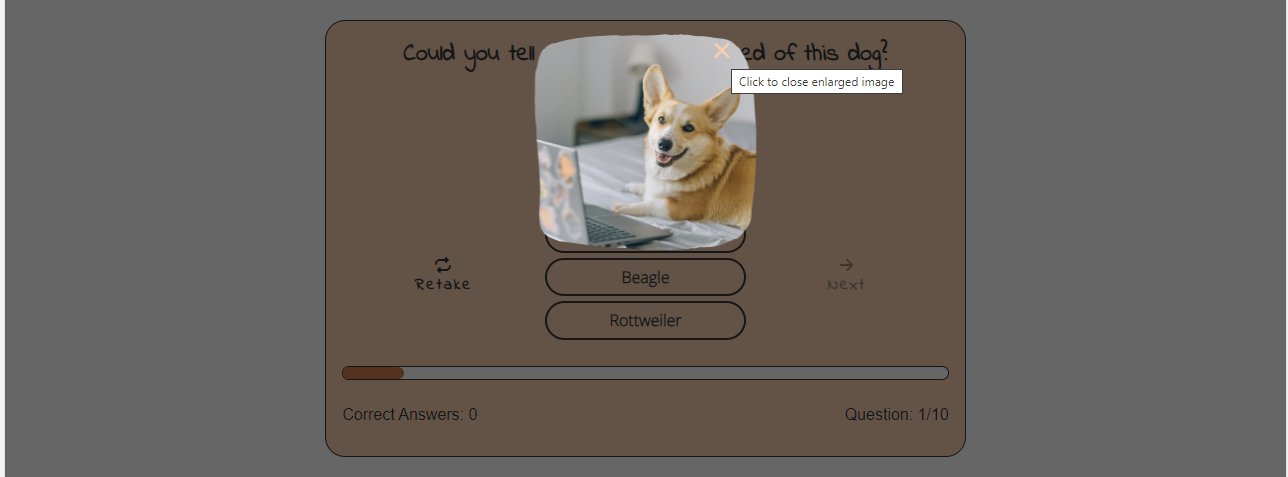 Could you tell ed of this dog?
Click to close enlarged image
Beagle
Retake
Next
Rottweiler
Correct Answers: 0
Question: 1/10